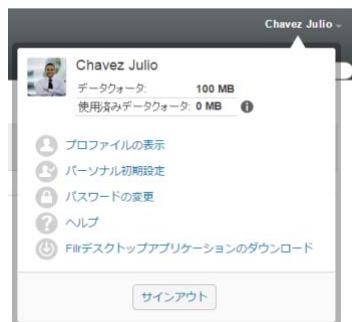 Chavez Julio
Chavez Julio
データクォータ: 100 MB
使用済みデータクォータ: 0 MB
プロファイルの表示
パーソナル初期設定
パスワードの変更
ヘルプ
Filrデスクトップアプリケーションのダウンロード
サインアウト